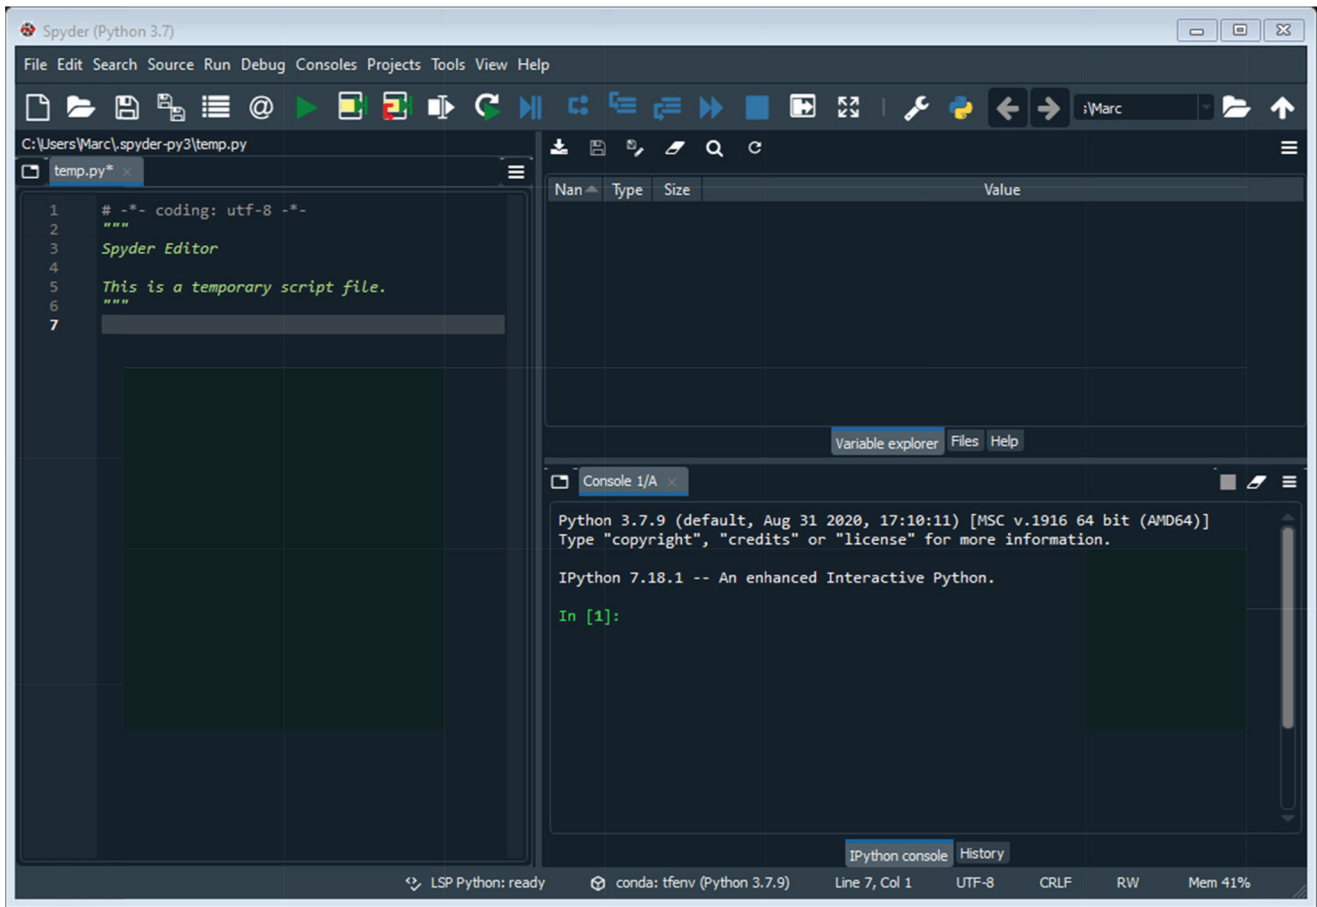 Spyder (Python 3.7)
File Edit Search Source Run Debug Consoles Projects Tools View Help
C:\Users\Marc\.spyder-py3\temp.py
temp.py*
1 # -*- coding: utf-8 -*-
2 """
3 Spyder Editor
4
5 This is a temporary script file.
6 """
7
\Marc
Nan Type Size Value
Variable explorer Files Help
Console 1/A
Python 3.7.9 (default, Aug 31 2020, 17:10:11) [MSC v.1916 64 bit (AMD64)]
Type "copyright", "credits" or "license" for more information.
IPython 7.18.1 -- An enhanced Interactive Python.
In [1]:
IPython console History
LSP Python: ready conda: tfenv (Python 3.7.9) Line 7, Col 1 UTF-8 CRLF RW Mem 41%